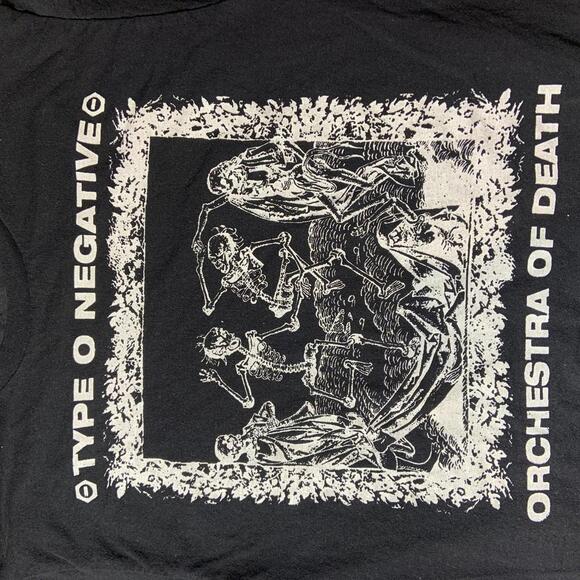 TYPE O NEGATIVE
ORCHESTRA OF DEATH